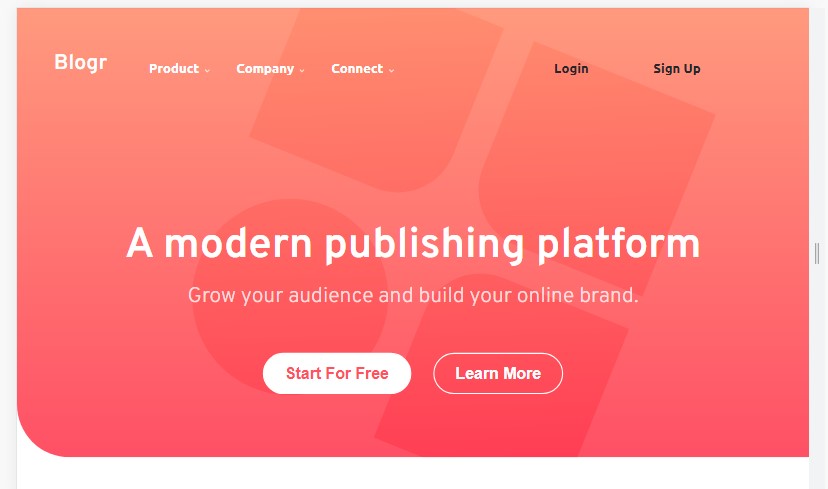 Blogr
Product Company Connect Login Sign Up
A modern publishing platform
Grow your audience and build your online brand.
Start For Free Learn More